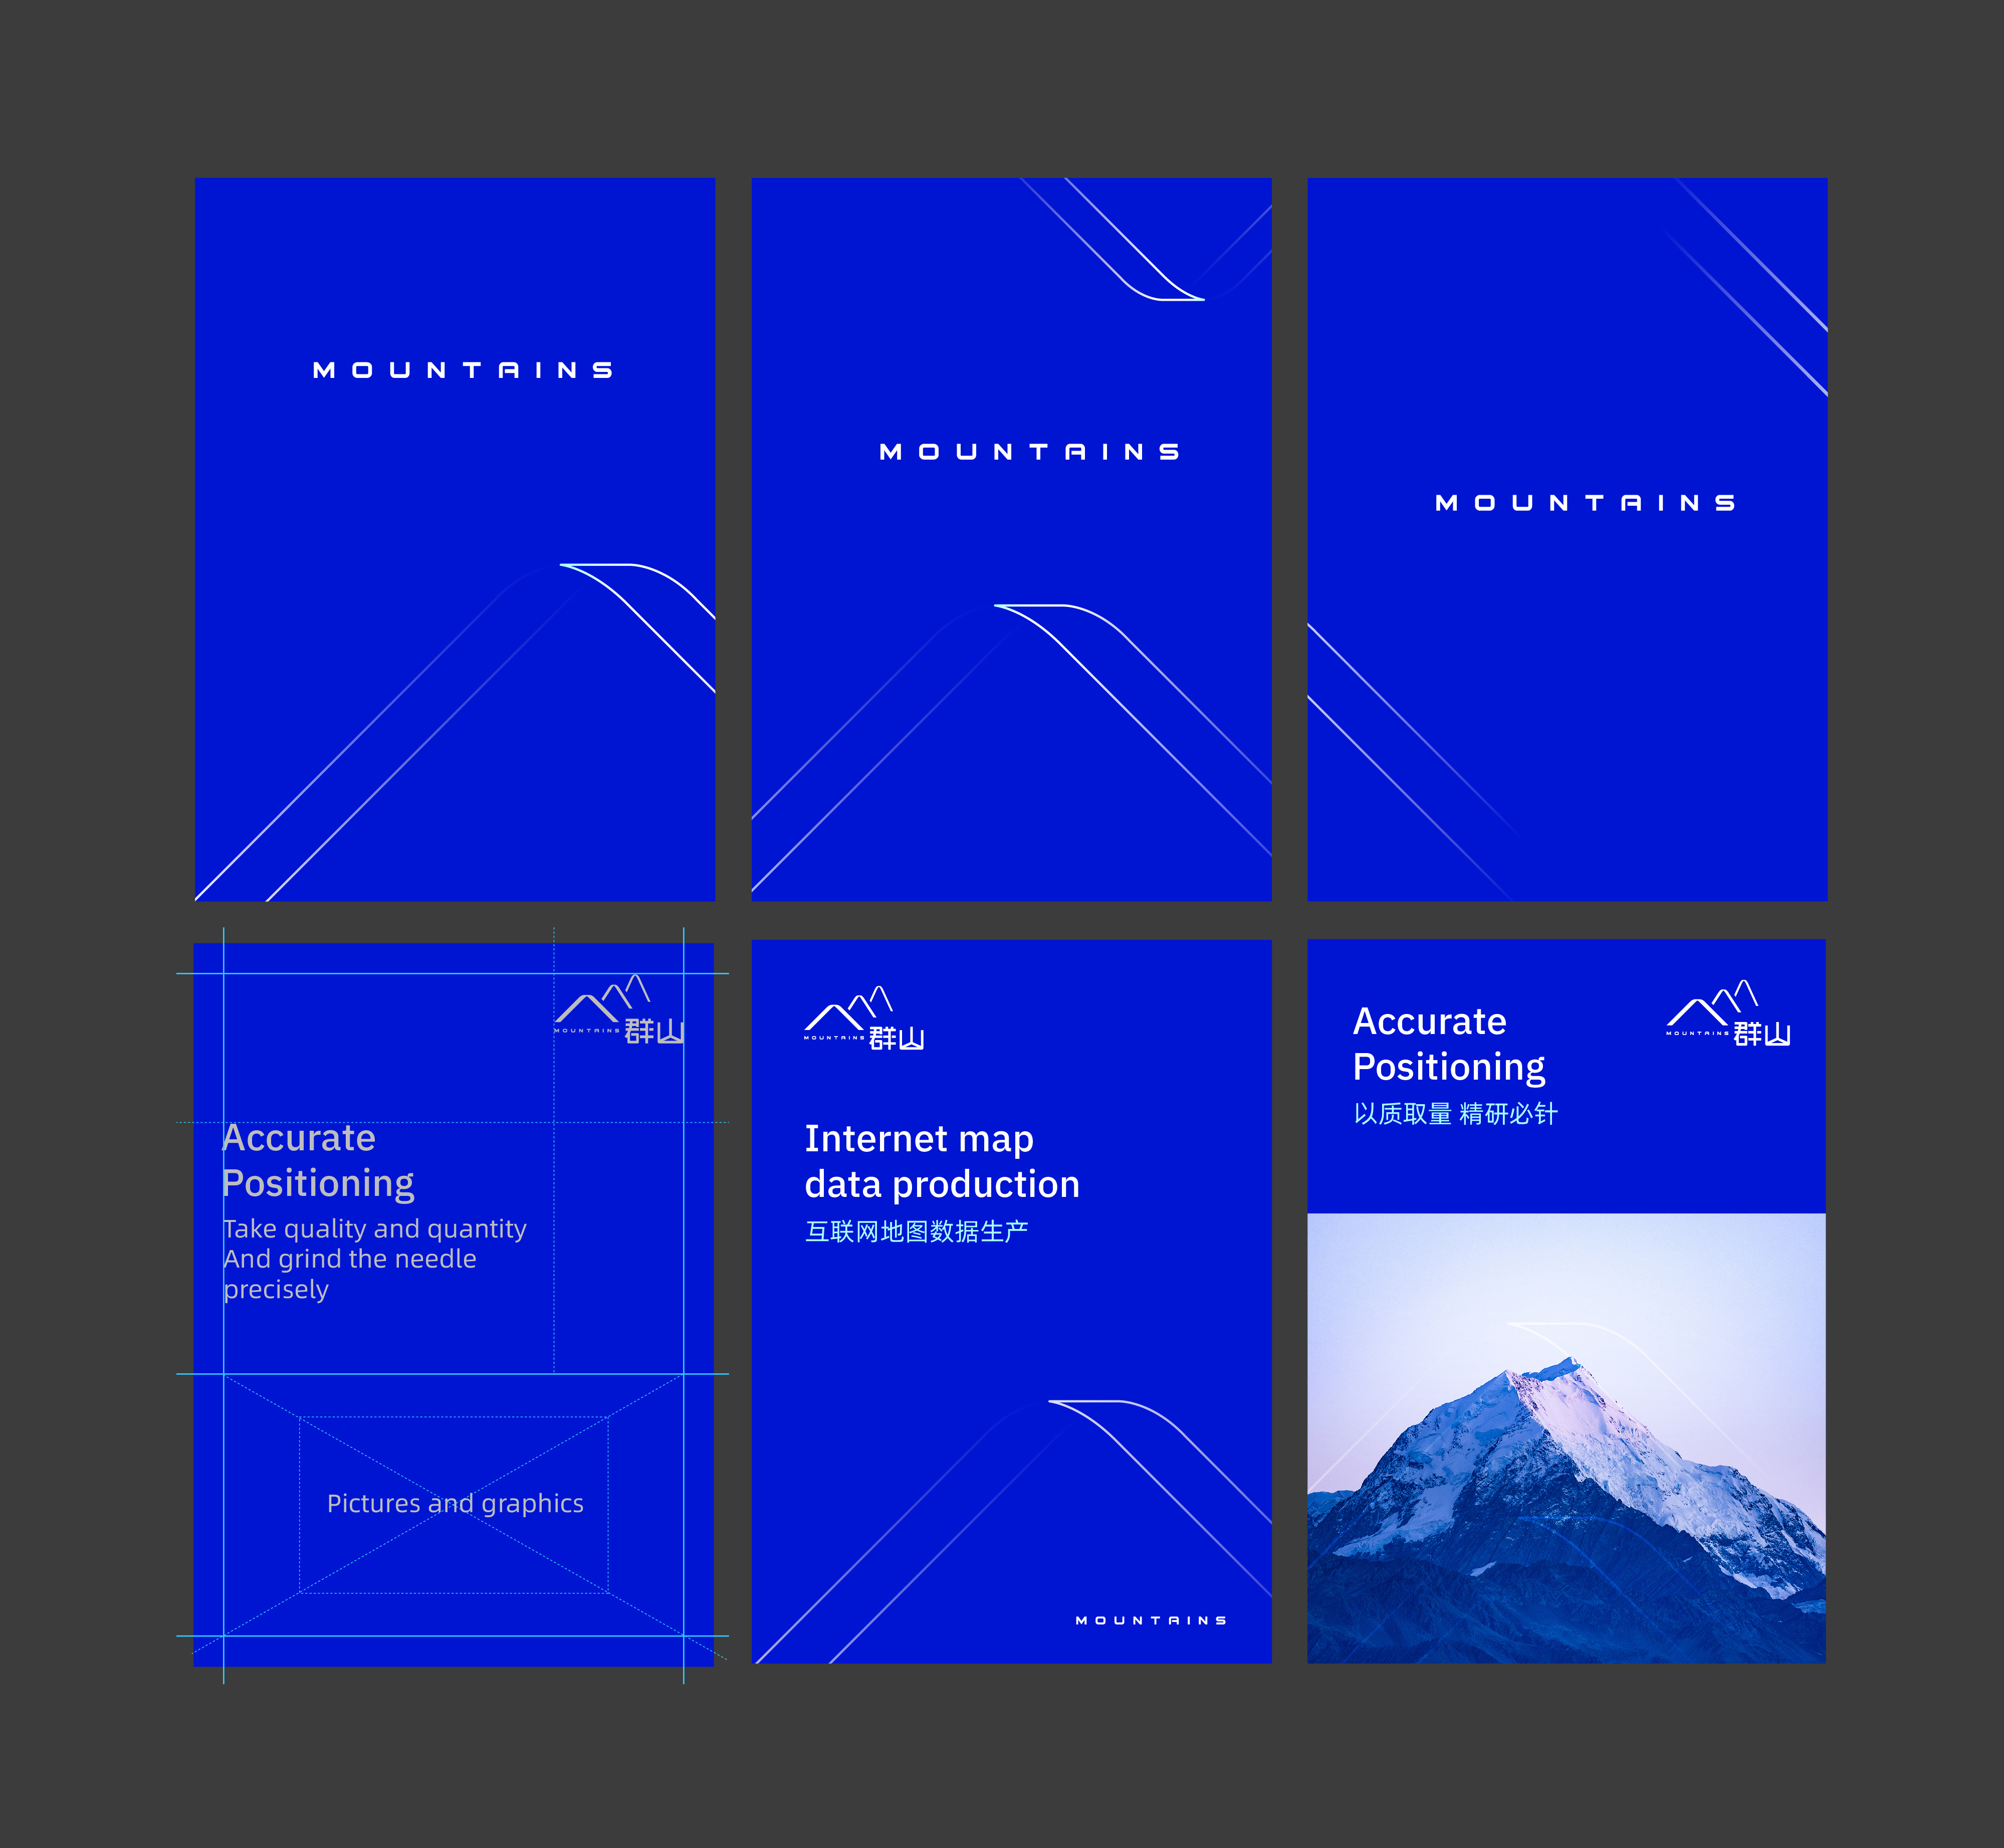 MOUNTAINS
MOUNTAINS
MOUNTAINS
MOUNTAINS 群山
Accurate
Positioning
Take quality and quantity
And grind the needle
precisely
Pictures and graphics
MOUNTAINS 群山
Internet map
data production
互联网地图数据生产
MOUNTAINS
Accurate
Positioning
以质取量 精研必针
MOUNTAINS 群山